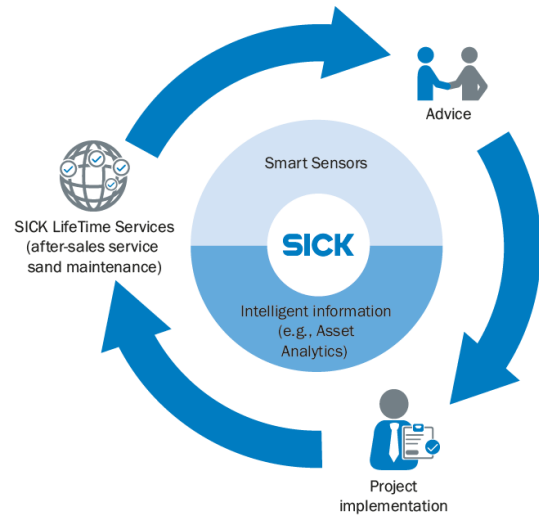 Advice
Smart Sensors
SICK LifeTime Services
(after-sales service
sand maintenance)
SICK
Intelligent information
(e.g., Asset
Analytics)
Project
implementation